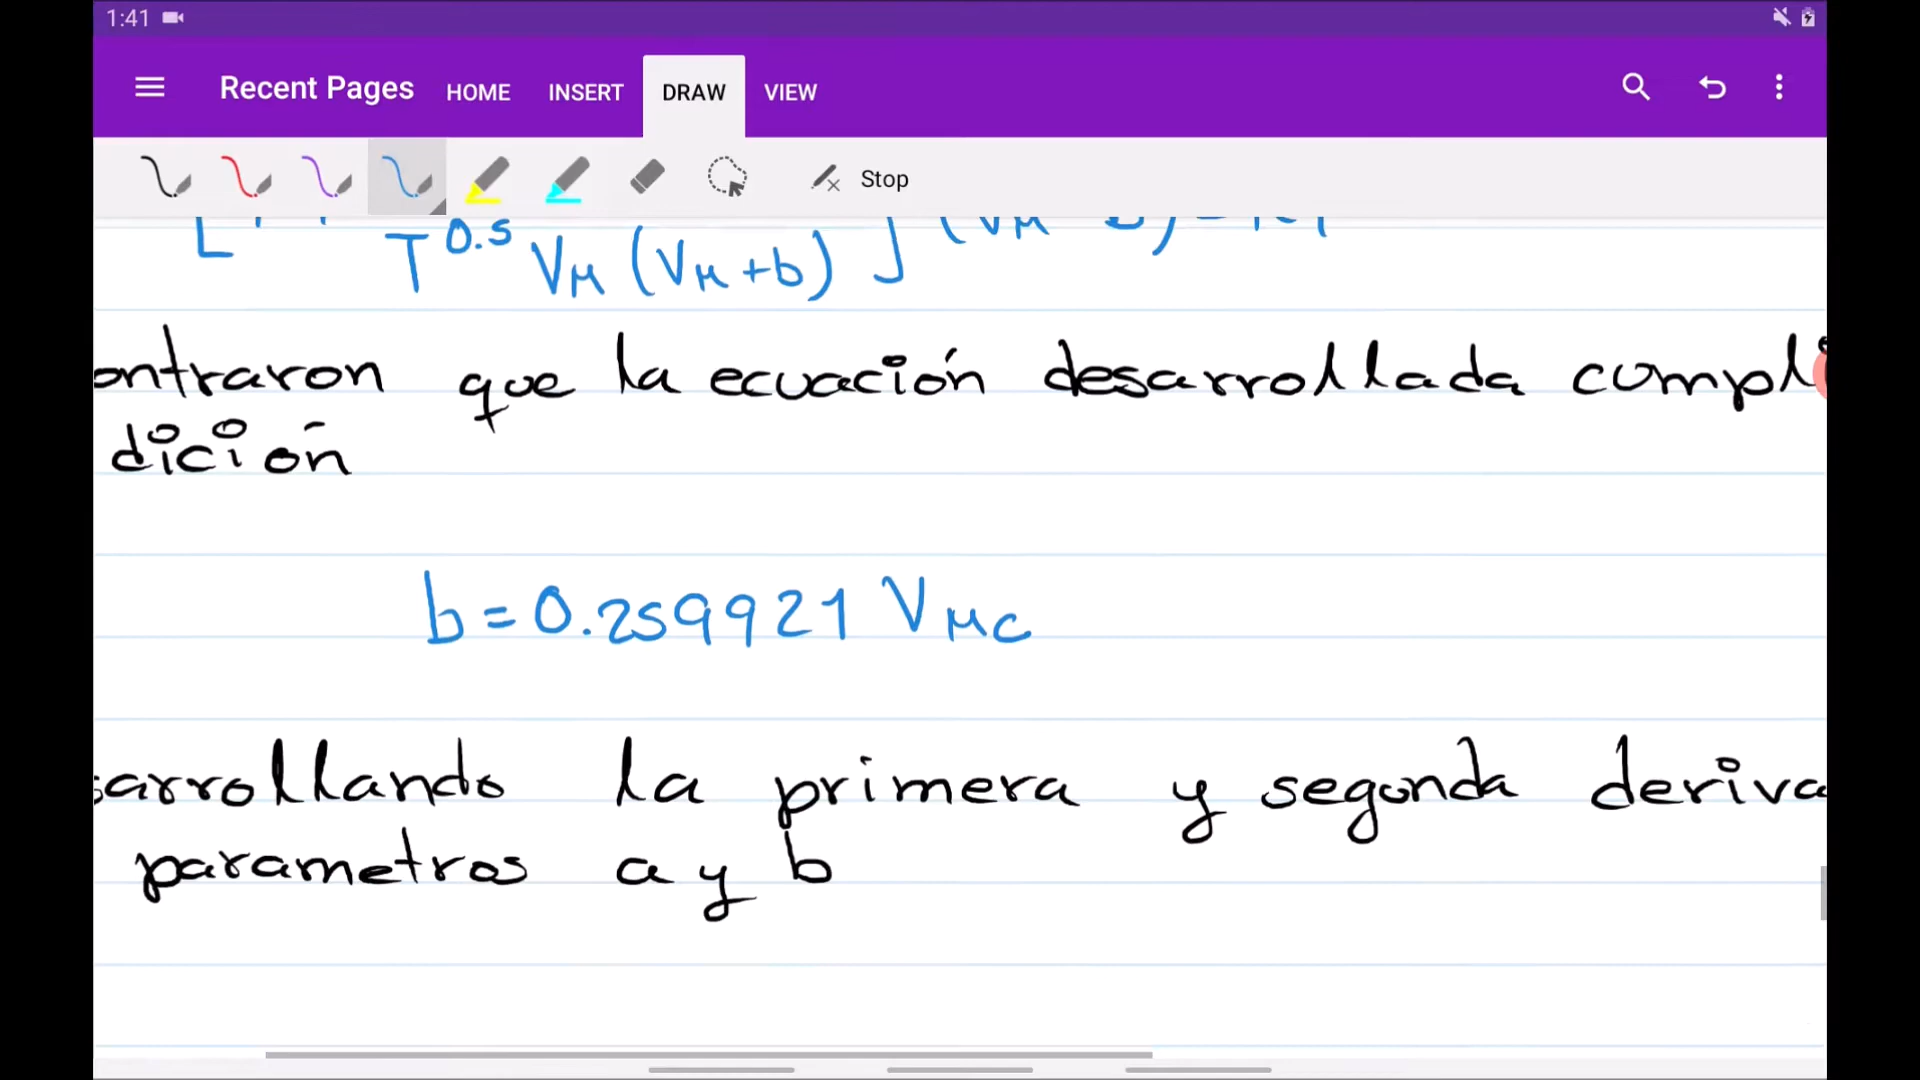 1:41
Recent Pages HOME INSERT DRAW VIEW
Stop
T^0.5 V_M (V_M + b) ]
ontraron que la ecuación desarrollada compli
dición
b = 0.259921 V_MC
sarrollando la primera y segunda deriva
parametros a y b